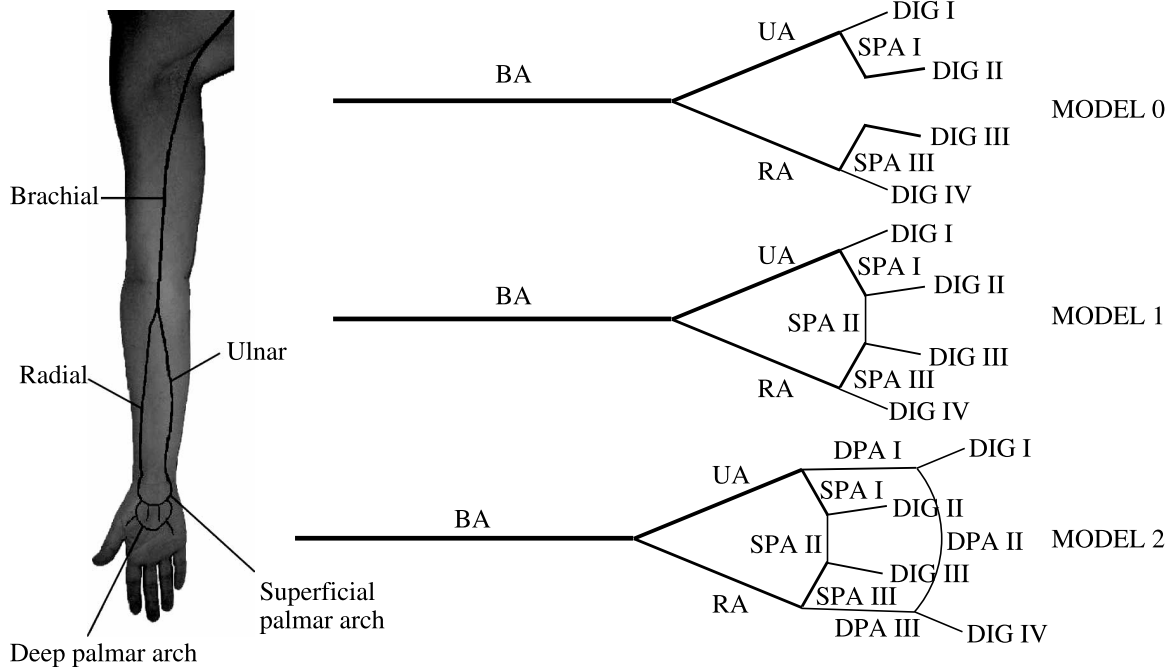 Brachial
Radial
Ulnar
Superficial
palmar arch
Deep palmar arch
BA
UA
DIG I
SPA I
DIG II
RA
DIG III
SPA III
DIG IV
MODEL 0
BA
UA
DIG I
SPA I
DIG II
SPA II
RA
DIG III
SPA III
DIG IV
MODEL 1
BA
UA
DPA I
DIG I
SPA I
DIG II
SPA II
DPA II
RA
DIG III
SPA III
DPA III
DIG IV
MODEL 2